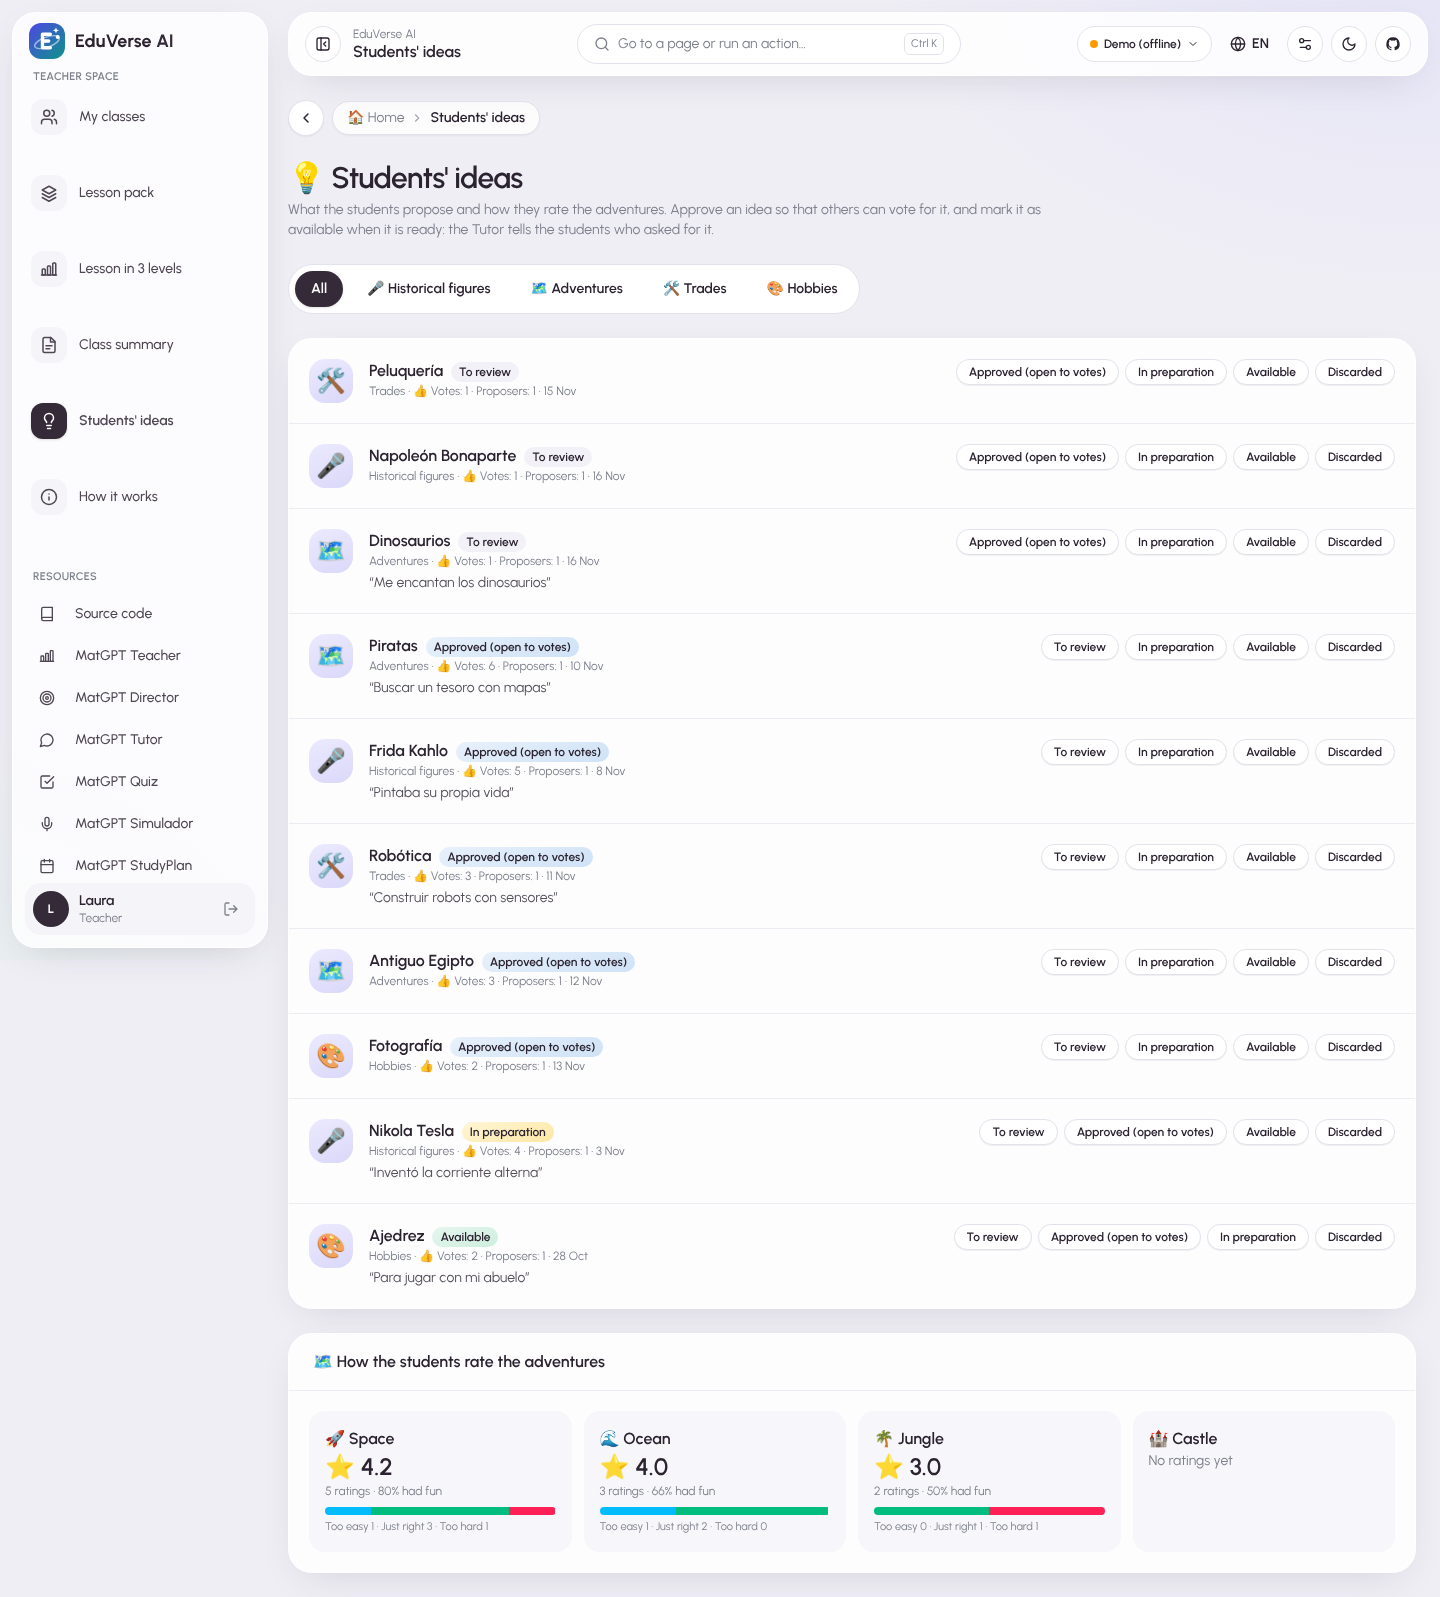 EduVerse AI
TEACHER SPACE
My classes
Lesson pack
Lesson in 3 levels
Class summary
Students' ideas
How it works
RESOURCES
Source code
MatGPT Teacher
MatGPT Director
MatGPT Tutor
MatGPT Quiz
MatGPT Simulador
MatGPT StudyPlan
L
Laura
Teacher
EduVerse AI
Students' ideas
Go to a page or run an action...
Ctrl K
Demo (offline)
EN
Home
Students' ideas
Students' ideas
What the students propose and how they rate the adventures. Approve an idea so that others can vote for it, and mark it as
available when it is ready: the Tutor tells the students who asked for it.
All
Historical figures
Adventures
Trades
Hobbies
Peluquería To review
Trades · 👍 Votes: 1 · Proposers: 1 · 15 Nov
Approved (open to votes) In preparation Available Discarded
Napoleón Bonaparte To review
Historical figures · 👍 Votes: 1 · Proposers: 1 · 16 Nov
Approved (open to votes) In preparation Available Discarded
Dinosaurios To review
Adventures · 👍 Votes: 1 · Proposers: 1 · 16 Nov
“Me encantan los dinosaurios”
Approved (open to votes) In preparation Available Discarded
Piratas Approved (open to votes)
Adventures · 👍 Votes: 6 · Proposers: 1 · 10 Nov
“Buscar un tesoro con mapas”
To review In preparation Available Discarded
Frida Kahlo Approved (open to votes)
Historical figures · 👍 Votes: 5 · Proposers: 1 · 8 Nov
“Pintaba su propia vida”
To review In preparation Available Discarded
Robótica Approved (open to votes)
Trades · 👍 Votes: 3 · Proposers: 1 · 11 Nov
“Construir robots con sensores”
To review In preparation Available Discarded
Antiguo Egipto Approved (open to votes)
Adventures · 👍 Votes: 3 · Proposers: 1 · 12 Nov
To review In preparation Available Discarded
Fotografía Approved (open to votes)
Hobbies · 👍 Votes: 2 · Proposers: 1 · 13 Nov
To review In preparation Available Discarded
Nikola Tesla In preparation
Historical figures · 👍 Votes: 4 · Proposers: 1 · 3 Nov
“Inventó la corriente alterna”
To review Approved (open to votes) Available Discarded
Ajedrez Available
Hobbies · 👍 Votes: 2 · Proposers: 1 · 28 Oct
“Para jugar con mi abuelo”
To review Approved (open to votes) In preparation Discarded
How the students rate the adventures
Space
4.2
5 ratings · 80% had fun
Too easy 1 · Just right 3 · Too hard 1
Ocean
4.0
3 ratings · 66% had fun
Too easy 1 · Just right 2 · Too hard 0
Jungle
3.0
2 ratings · 50% had fun
Too easy 0 · Just right 1 · Too hard 1
Castle
No ratings yet